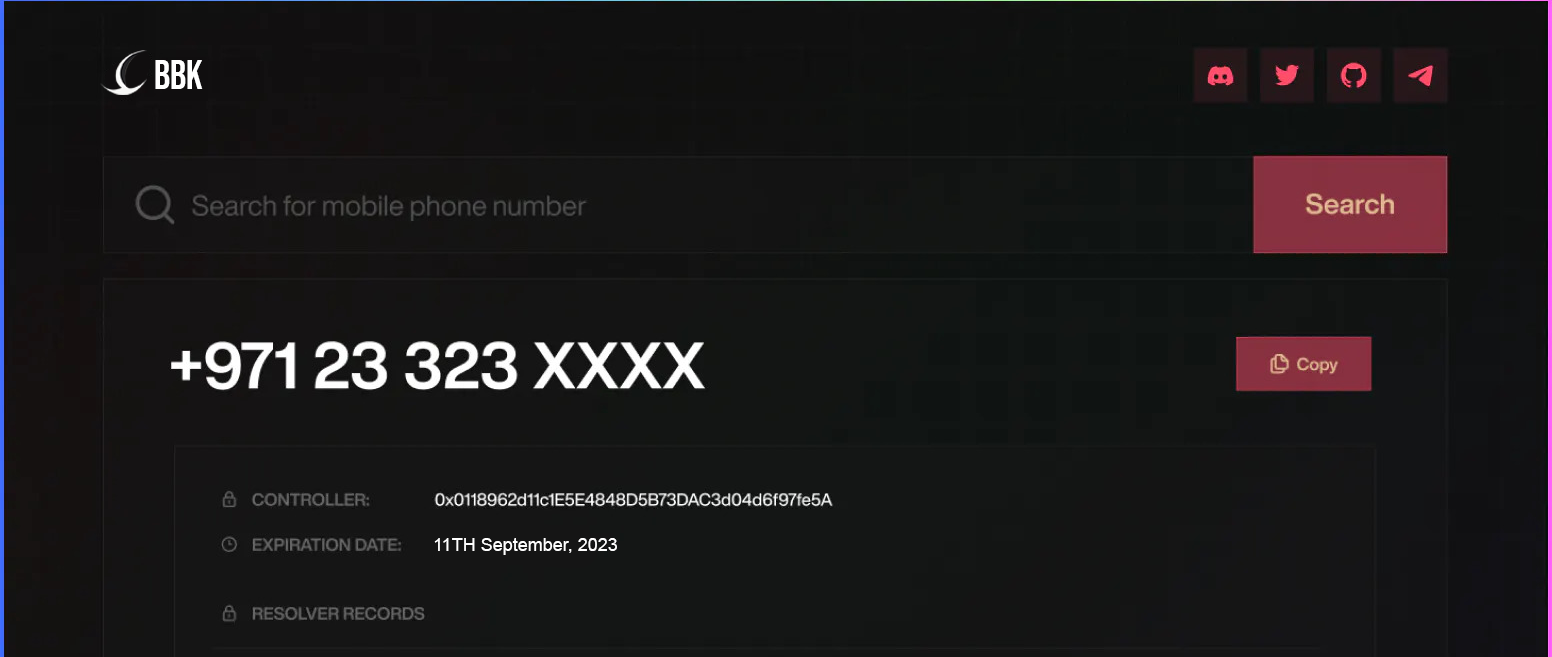 BBK
Search for mobile phone number
Search
+971 23 323 XXXX
Copy
CONTROLLER: 0x0118962d11c1E5E4848D5B73DAC3d04d6f97fe5A
EXPIRATION DATE: 11TH September, 2023
RESOLVER RECORDS